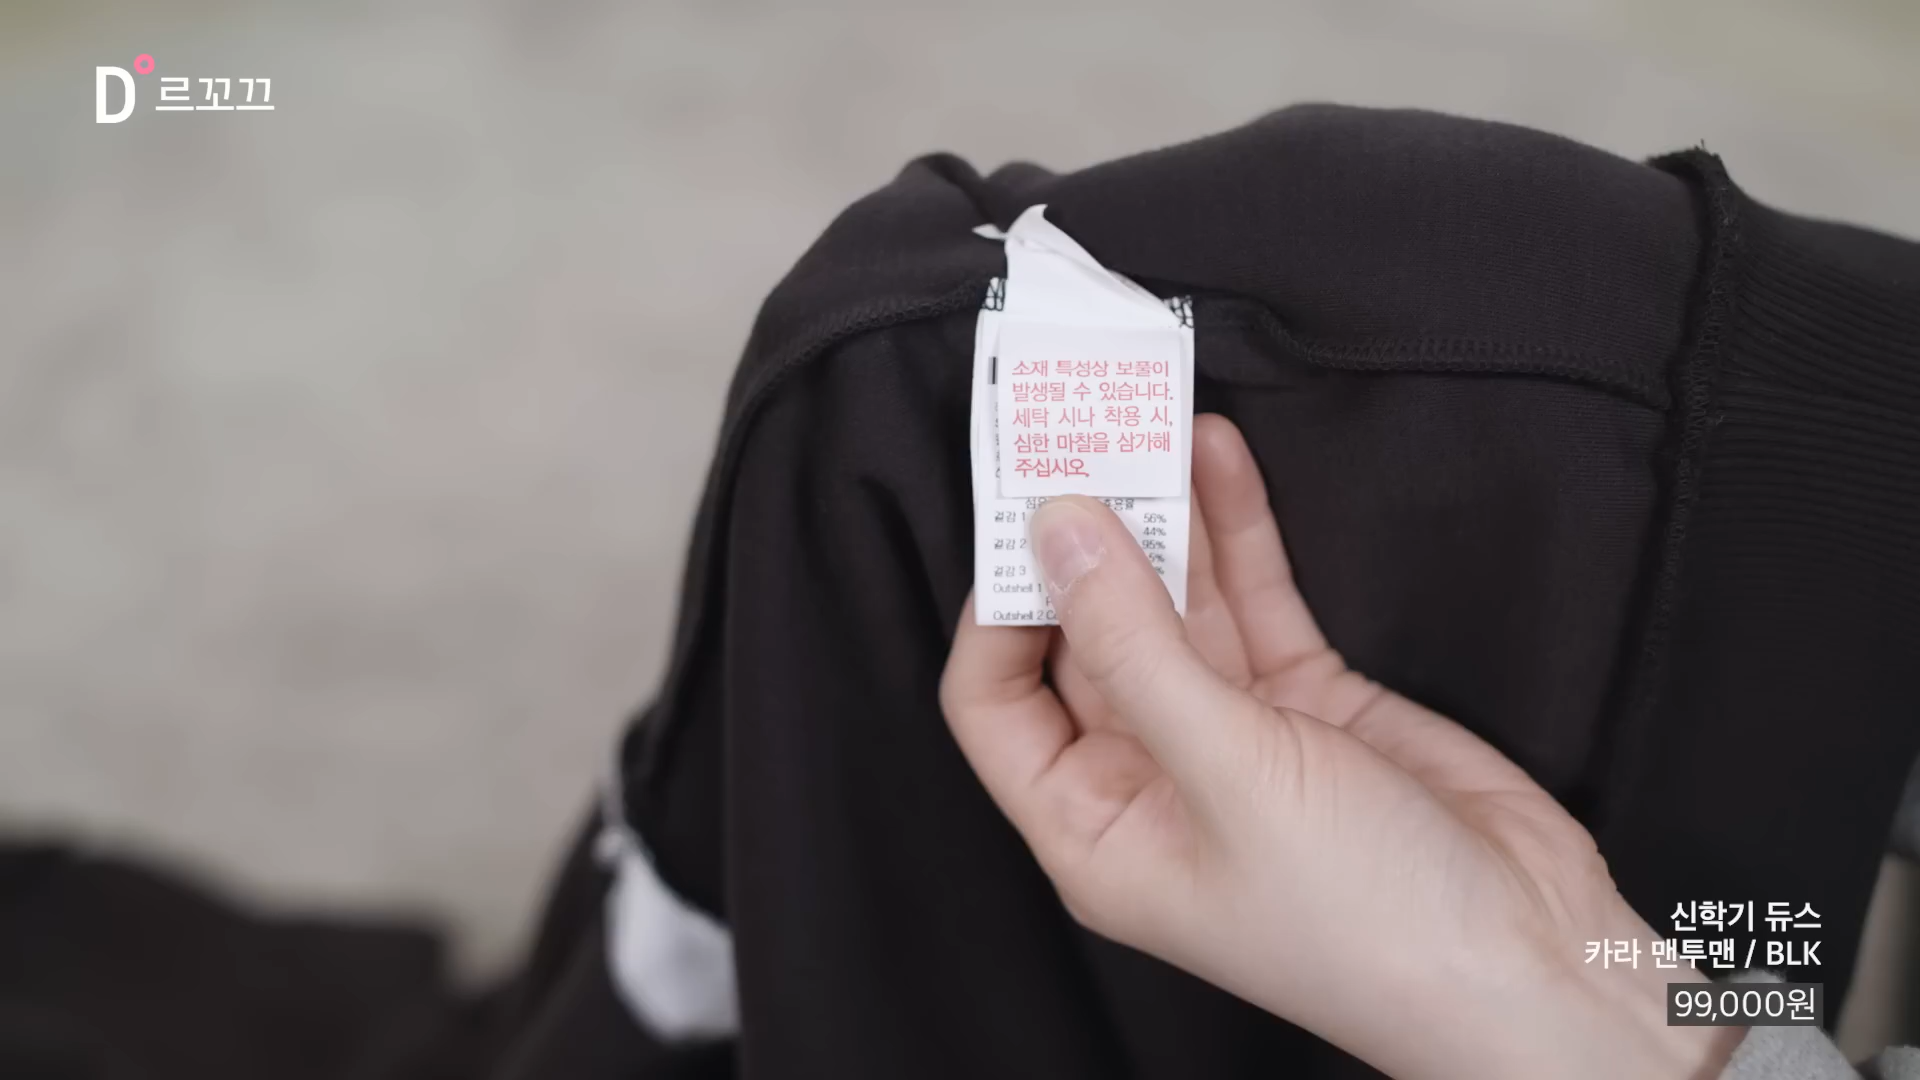 D°르꼬끄
소재 특성상 보풀이
발생될 수 있습니다.
세탁 시나 착용 시,
심한 마찰을 삼가해
주십시오.
겉감 1 56%
44%
겉감 2 95%
5%
겉감 3
Outshell 1
Outshell 2
신학기 듀스
카라 맨투맨 / BLK
99,000원